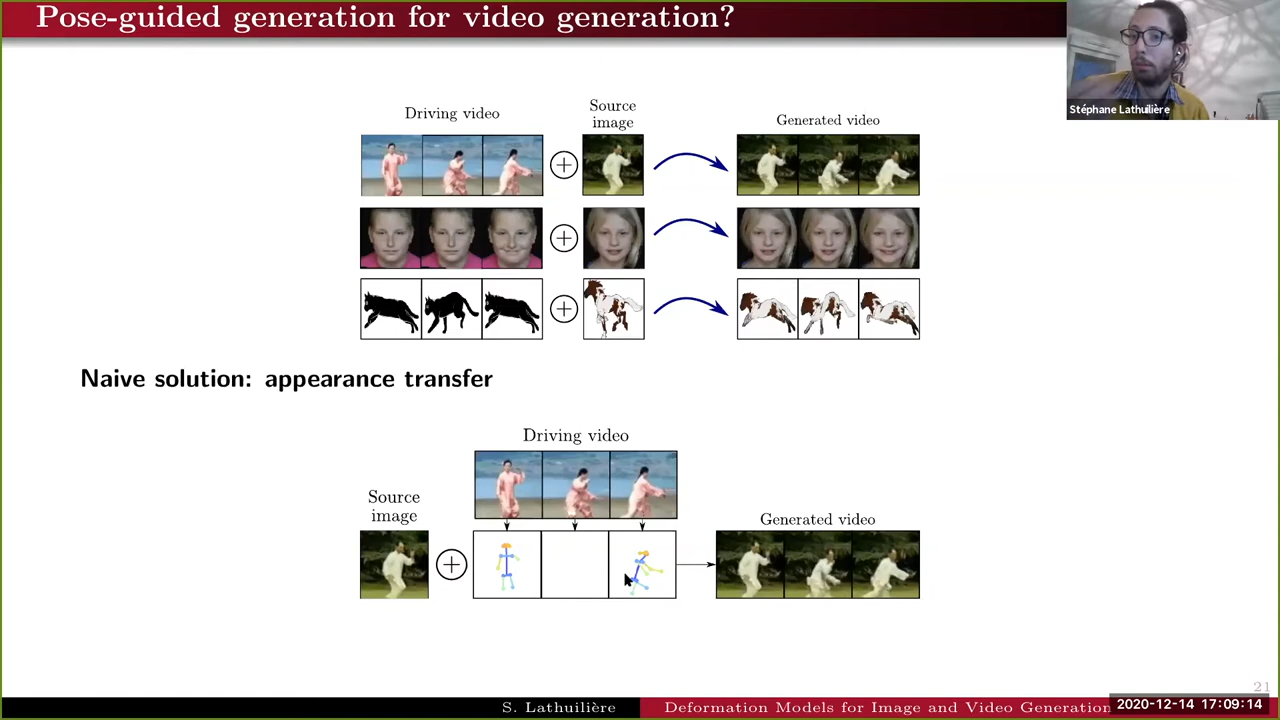 Pose-guided generation for video generation?
Stéphane Lathuilière
Driving video
Source
image
Generated video
Naive solution: appearance transfer
Driving video
Source
image
Generated video
21
S. Lathuilière
Deformation Models for Image and Video Generation
2020-12-14 17:09:14